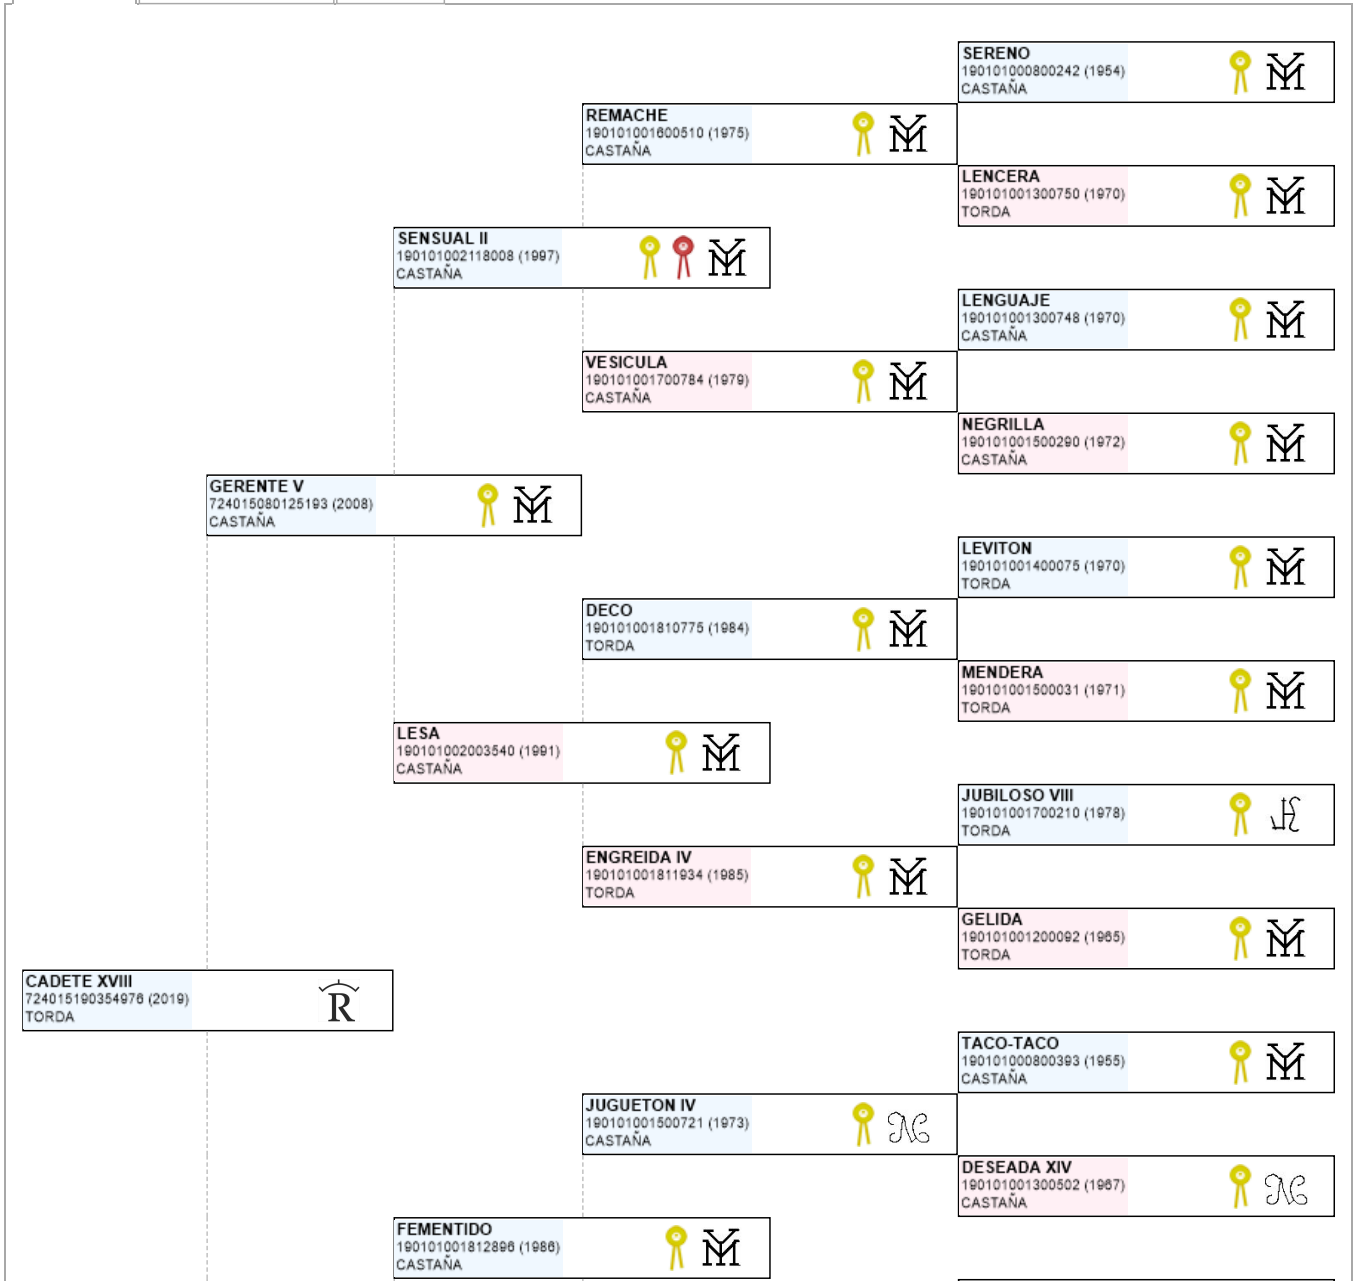 SERENO
190101000800242 (1954)
CASTAÑA
REMACHE
190101001600510 (1975)
CASTAÑA
LENCERA
190101001300750 (1970)
TORDA
SENSUAL II
190101002118008 (1997)
CASTAÑA
LENGUAJE
190101001300748 (1970)
CASTAÑA
VESICULA
190101001700784 (1979)
CASTAÑA
NEGRILLA
190101001500290 (1972)
CASTAÑA
GERENTE V
724015080125193 (2008)
CASTAÑA
LEVITON
190101001400075 (1970)
TORDA
DECO
190101001810775 (1984)
TORDA
MENDERA
190101001500031 (1971)
TORDA
LESA
190101002003540 (1991)
CASTAÑA
JUBILOSO VIII
190101001700210 (1978)
TORDA
ENGREIDA IV
190101001811934 (1985)
TORDA
GELIDA
190101001200092 (1965)
TORDA
CADETE XVIII
724015190354976 (2019)
TORDA
R
TACO-TACO
190101000800393 (1955)
CASTAÑA
JUGUETON IV
190101001500721 (1973)
CASTAÑA
DESEADA XIV
190101001300502 (1967)
CASTAÑA
FEMENTIDO
190101001812896 (1986)
CASTAÑA